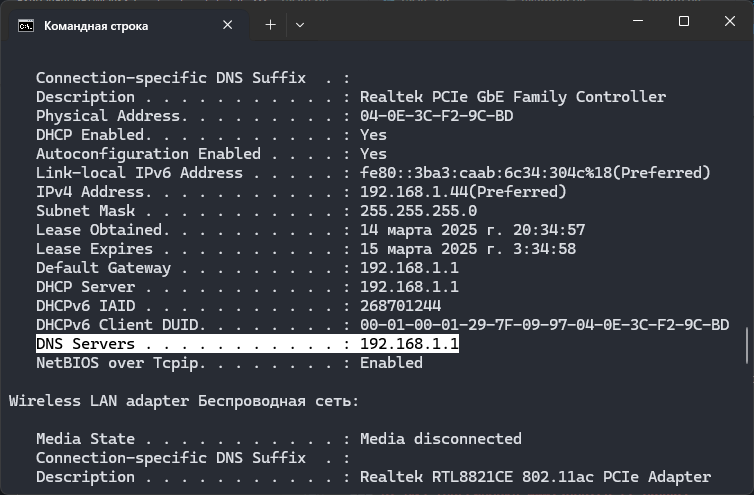 Командная строка
Connection-specific DNS Suffix  . :
Description . . . . . . . . . . . : Realtek PCIe GbE Family Controller
Physical Address. . . . . . . . . : 04-0E-3C-F2-9C-BD
DHCP Enabled. . . . . . . . . . . : Yes
Autoconfiguration Enabled . . . . : Yes
Link-local IPv6 Address . . . . . : fe80::3ba3:caab:6c34:304c%18(Preferred)
IPv4 Address. . . . . . . . . . . : 192.168.1.44(Preferred)
Subnet Mask . . . . . . . . . . . : 255.255.255.0
Lease Obtained. . . . . . . . . . : 14 марта 2025 г. 20:34:57
Lease Expires . . . . . . . . . . : 15 марта 2025 г. 3:34:58
Default Gateway . . . . . . . . . : 192.168.1.1
DHCP Server . . . . . . . . . . . : 192.168.1.1
DHCPv6 IAID . . . . . . . . . . . : 268701244
DHCPv6 Client DUID. . . . . . . . : 00-01-00-01-29-7F-09-97-04-0E-3C-F2-9C-BD
DNS Servers . . . . . . . . . . . : 192.168.1.1
NetBIOS over Tcpip. . . . . . . . : Enabled
Wireless LAN adapter Беспроводная сеть:
Media State . . . . . . . . . . . : Media disconnected
Connection-specific DNS Suffix  . :
Description . . . . . . . . . . . : Realtek RTL8821CE 802.11ac PCIe Adapter